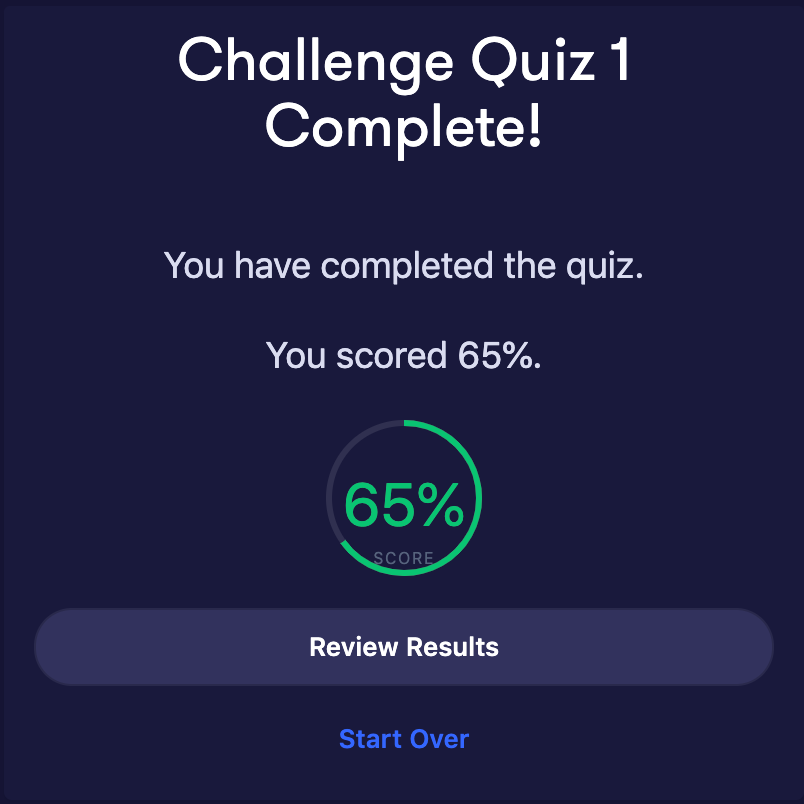 Challenge Quiz 1
Complete!
You have completed the quiz.
You scored 65%.
65%
SCORE
Review Results
Start Over